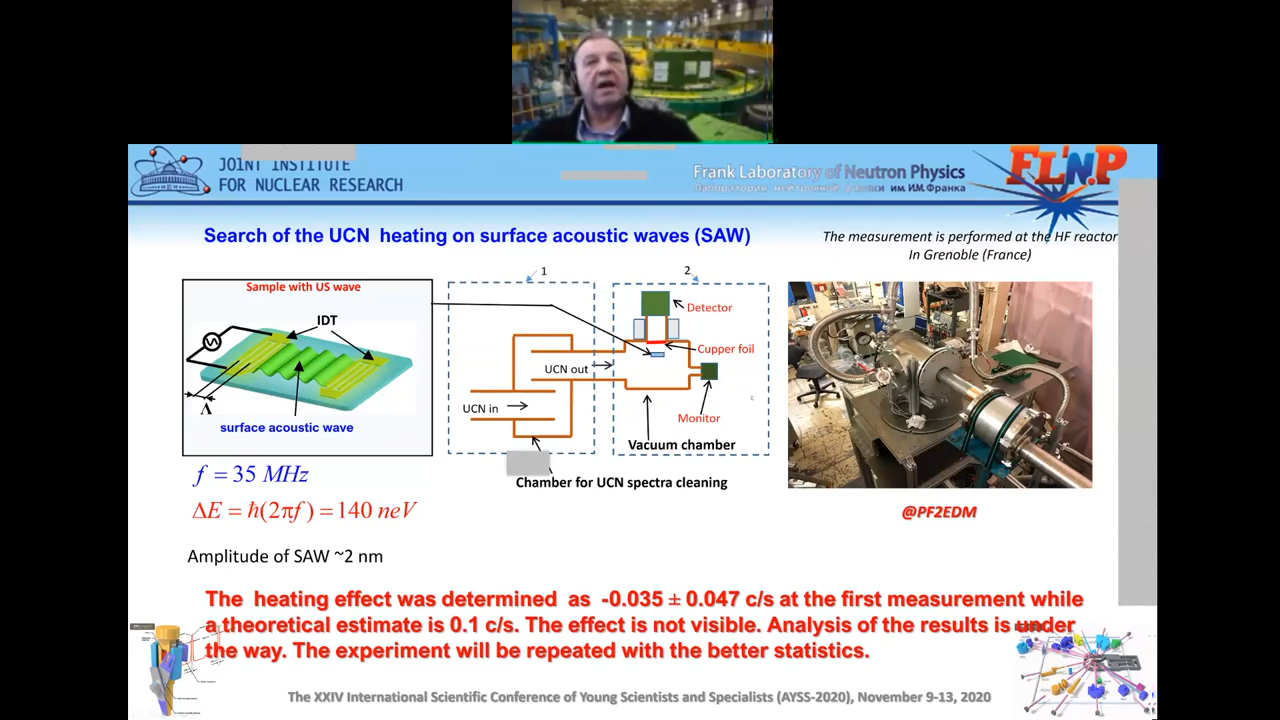 JOINT INSTITUTE
FOR NUCLEAR RESEARCH
Frank Laboratory of Neutron Physics
Лаборатория нейтронной физики им. И.М. Франка
FLNP
Search of the UCN heating on surface acoustic waves (SAW)
The measurement is performed at the HF reactor
In Grenoble (France)
Sample with US wave
IDT
Λ
surface acoustic wave
1
2
Detector
Cupper foil
UCN out
UCN in
Monitor
Vacuum chamber
Chamber for UCN spectra cleaning
f = 35 MHz
ΔE = ħ(2πf) = 140 neV
@PF2EDM
Amplitude of SAW ~2 nm
The heating effect was determined as -0.035 ± 0.047 c/s at the first measurement while
a theoretical estimate is 0.1 c/s. The effect is not visible. Analysis of the results is under
the way. The experiment will be repeated with the better statistics.
The XXIV International Scientific Conference of Young Scientists and Specialists (AYSS-2020), November 9-13, 2020